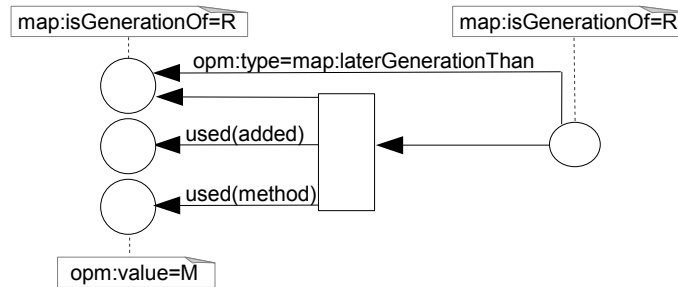 map:isGenerationOf=R
map:isGenerationOf=R
opm:type=map:laterGenerationThan
used(added)
used(method)
opm:value=M